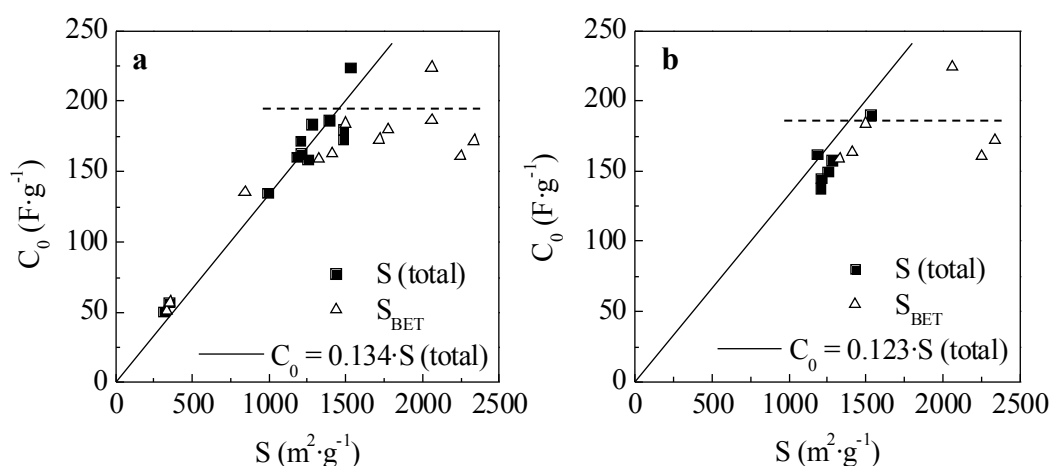 a
250
200
150
100
50
0
C₀ (F·g⁻¹)
S (total)
S_BET
C₀ = 0.134·S (total)
0 500 1000 1500 2000 2500
S (m²·g⁻¹)
b
250
200
150
100
50
0
C₀ (F·g⁻¹)
S (total)
S_BET
C₀ = 0.123·S (total)
0 500 1000 1500 2000 2500
S (m²·g⁻¹)